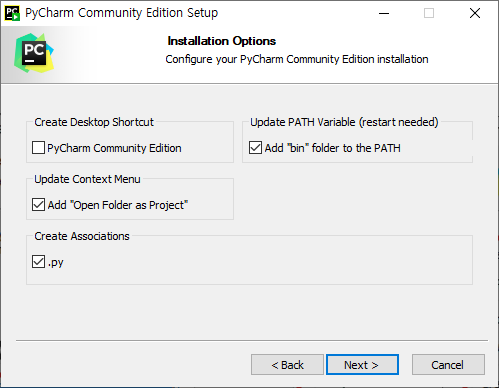 PyCharm Community Edition Setup
PC
Installation Options
Configure your PyCharm Community Edition installation
Create Desktop Shortcut
PyCharm Community Edition
Update PATH Variable (restart needed)
Add "bin" folder to the PATH
Update Context Menu
Add "Open Folder as Project"
Create Associations
.py
< Back
Next >
Cancel